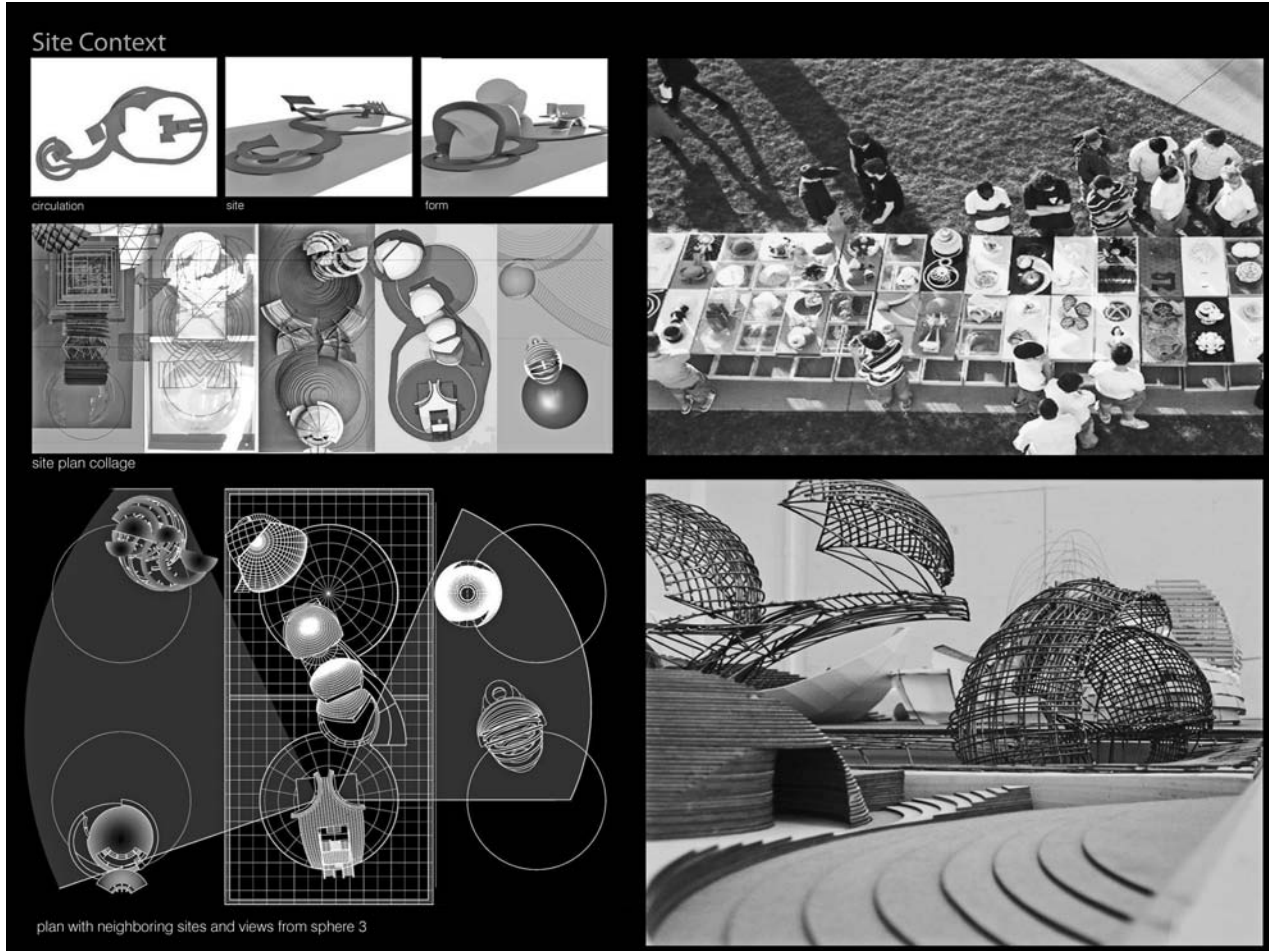 Site Context
circulation
site
form
site plan collage
plan with neighboring sites and views from sphere 3